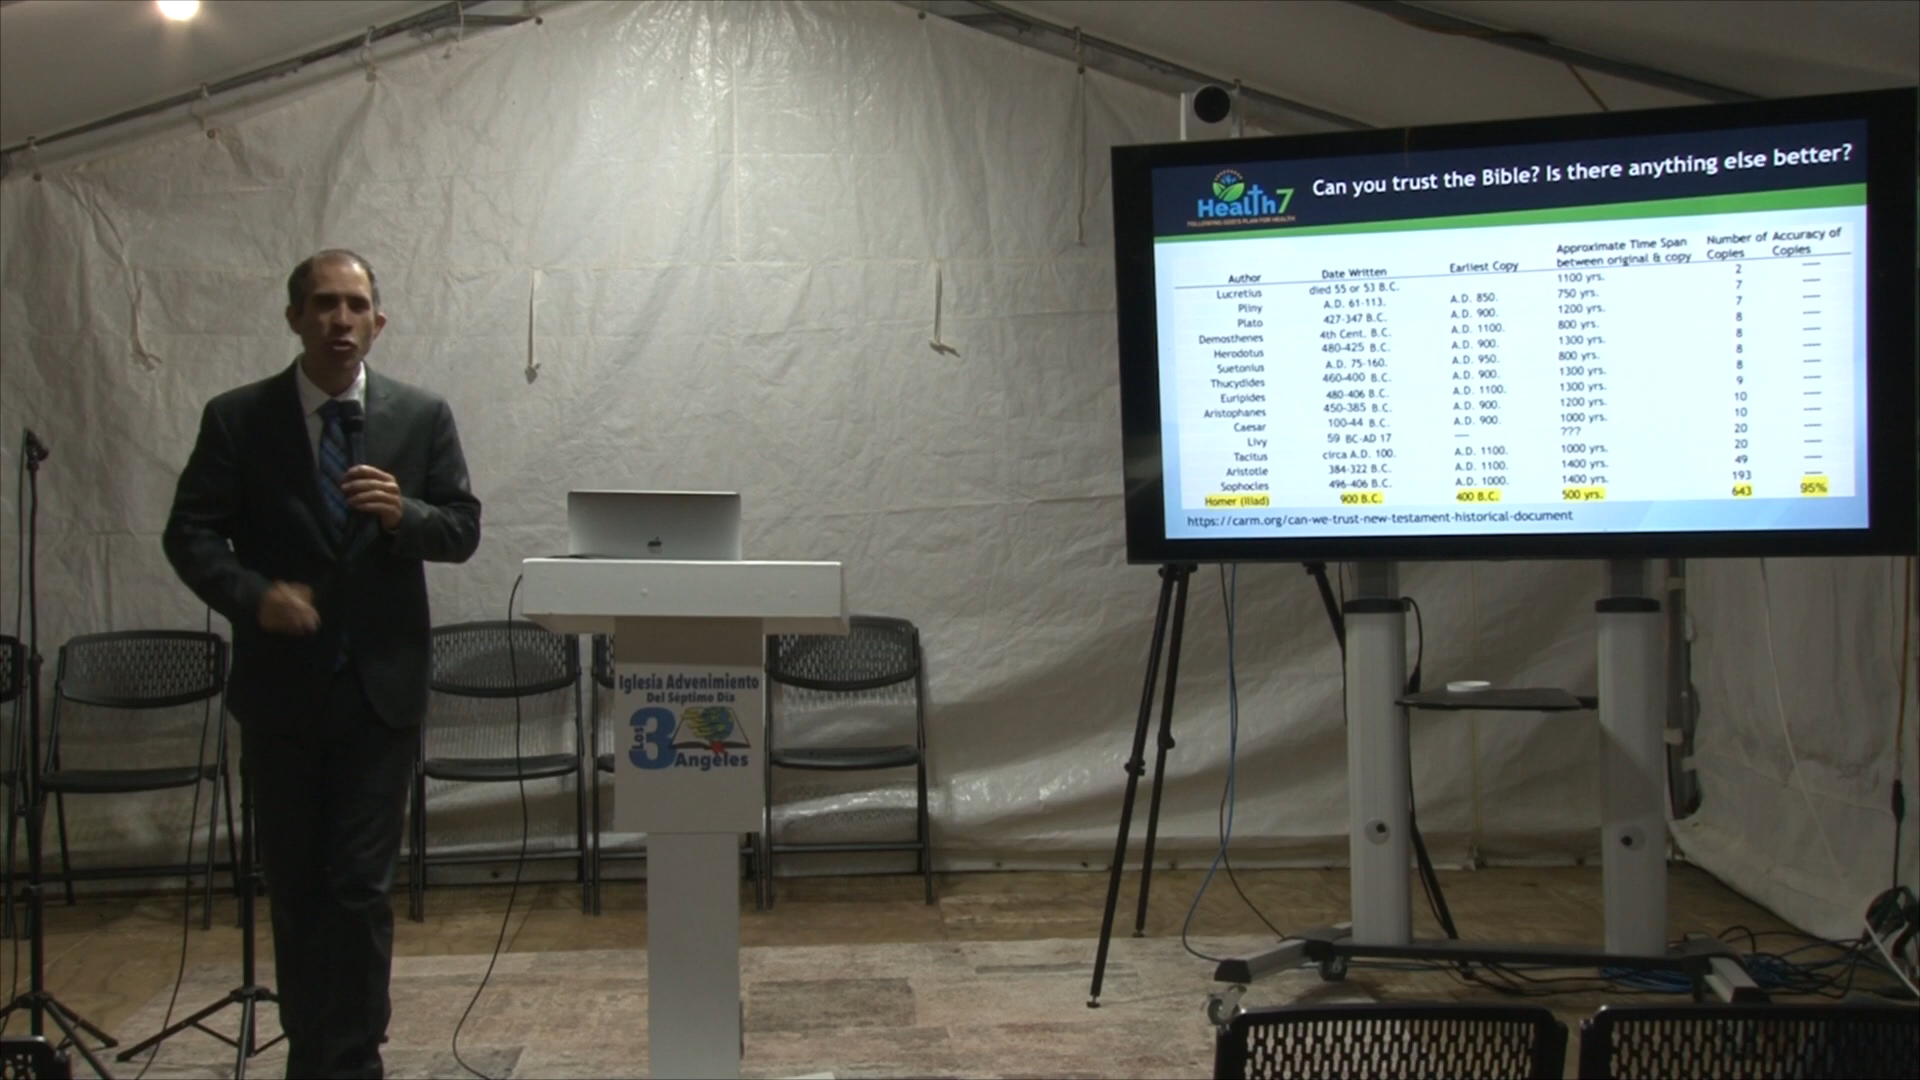 Health7
FOLLOWING GOD'S PLAN FOR HEALTH
Can you trust the Bible? Is there anything else better?
Author Date Written Earliest Copy Approximate Time Span between original & copy Number of Copies Accuracy of Copies
Lucretius died 55 or 53 B.C. 1100 yrs. 2 ——
Pliny A.D. 61-113. A.D. 850. 750 yrs. 7 ——
Plato 427-347 B.C. A.D. 900. 1200 yrs. 7 ——
Demosthenes 4th Cent. B.C. A.D. 1100. 800 yrs. 8 ——
Herodotus 480-425 B.C. A.D. 900. 1300 yrs. 8 ——
Suetonius A.D. 75-160. A.D. 950. 800 yrs. 8 ——
Thucydides 460-400 B.C. A.D. 900. 1300 yrs. 8 ——
Euripides 480-406 B.C. A.D. 1100. 1300 yrs. 9 ——
Aristophanes 450-385 B.C. A.D. 900. 1200 yrs. 10 ——
Caesar 100-44 B.C. A.D. 900. 1000 yrs. 10 ——
Livy 59 BC-AD 17 —— ??? 20 ——
Tacitus circa A.D. 100. A.D. 1100. 1000 yrs. 20 ——
Aristotle 384-322 B.C. A.D. 1100. 1400 yrs. 49 ——
Sophocles 496-406 B.C. A.D. 1000. 1400 yrs. 193 ——
Homer (Iliad) 900 B.C. 400 B.C. 500 yrs. 643 95%
https://carm.org/can-we-trust-new-testament-historical-document
Iglesia Advenimiento
Del Séptimo Día
Los 3
Angeles